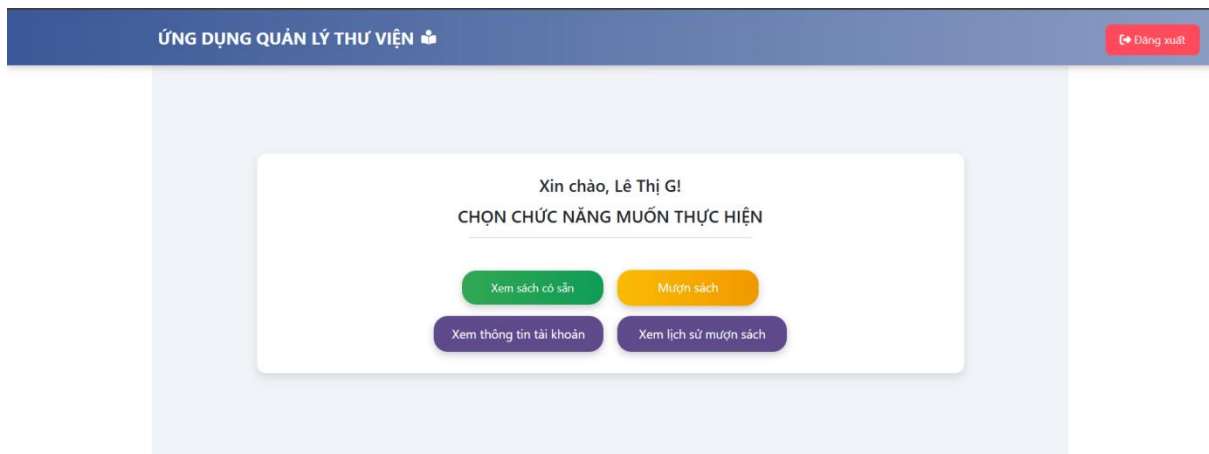 ỨNG DỤNG QUẢN LÝ THƯ VIỆN
Đăng xuất
Xin chào, Lê Thị G!
CHỌN CHỨC NĂNG MUỐN THỰC HIỆN
Xem sách có sẵn
Mượn sách
Xem thông tin tài khoản
Xem lịch sử mượn sách